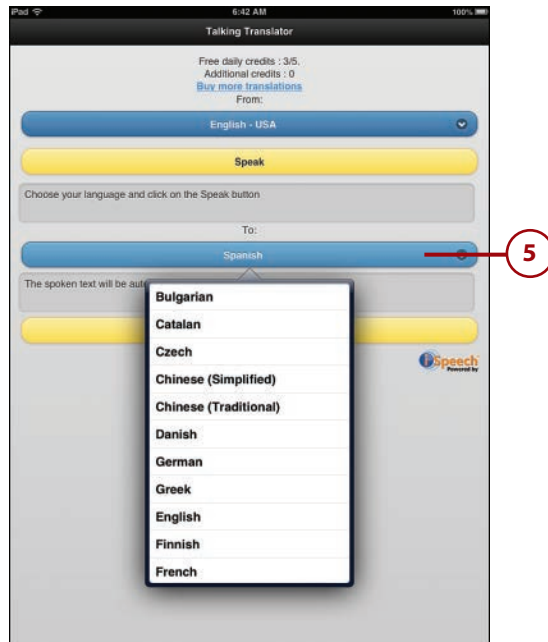 iPad 6:42 AM 100%
Talking Translator
Free daily credits : 3/5.
Additional credits : 0
Buy more translations
From:
English - USA
Speak
Choose your language and click on the Speak button
To:
Spanish
5
The spoken text will be
Bulgarian
Catalan
Czech
Chinese (Simplified)
Chinese (Traditional)
Danish
German
Greek
English
Finnish
French
iSpeech
Powered by